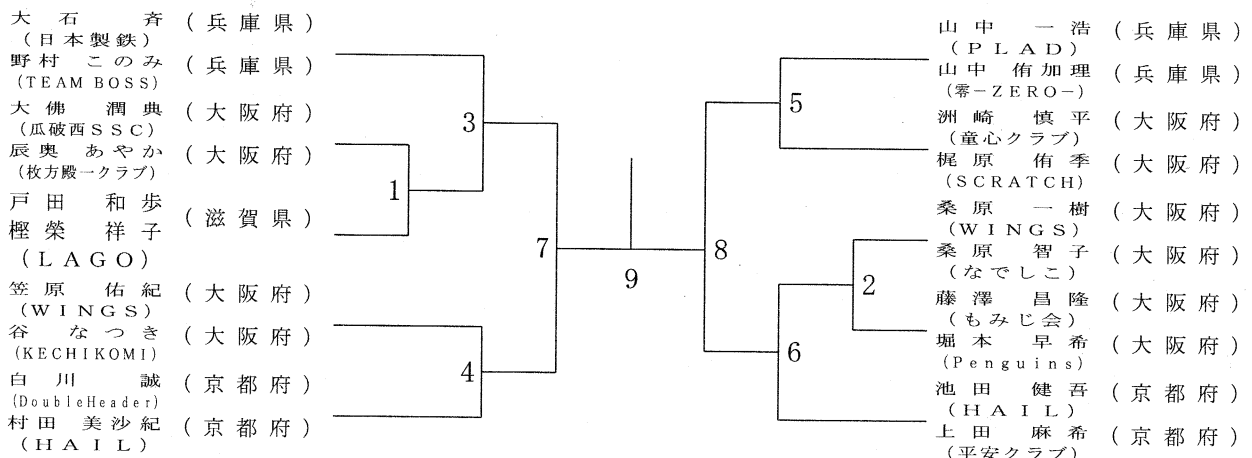 大石 斉 (兵庫県)
(日本製鉄)
野村 このみ (兵庫県)
(TEAM BOSS)
大佛 潤典 (大阪府)
(瓜破西SSC)
辰奥 あやか (大阪府)
(枚方殿一クラブ)
戸田 和歩
(滋賀県)
樫榮 祥子
(LAGO)
笠原 佑紀 (大阪府)
(WINGS)
谷 なつき (大阪府)
(KECHIKOMI)
白川 誠 (京都府)
(DoubleHeader)
村田 美沙紀 (京都府)
(HAIL)
3
1
7
4
9
8
5
2
6
山中 一浩 (兵庫県)
(PLAD)
山中 侑加理 (兵庫県)
(零-ZERO-)
洲崎 慎平 (大阪府)
(童心クラブ)
梶原 侑季 (大阪府)
(SCRATCH)
桑原 一樹 (大阪府)
(WINGS)
桑原 智子 (大阪府)
(なでしこ)
藤澤 昌隆 (大阪府)
(もみじ会)
堀本 早希 (大阪府)
(Penguins)
池田 健吾 (京都府)
(HAIL)
上田 麻希 (京都府)
(平安クラブ)